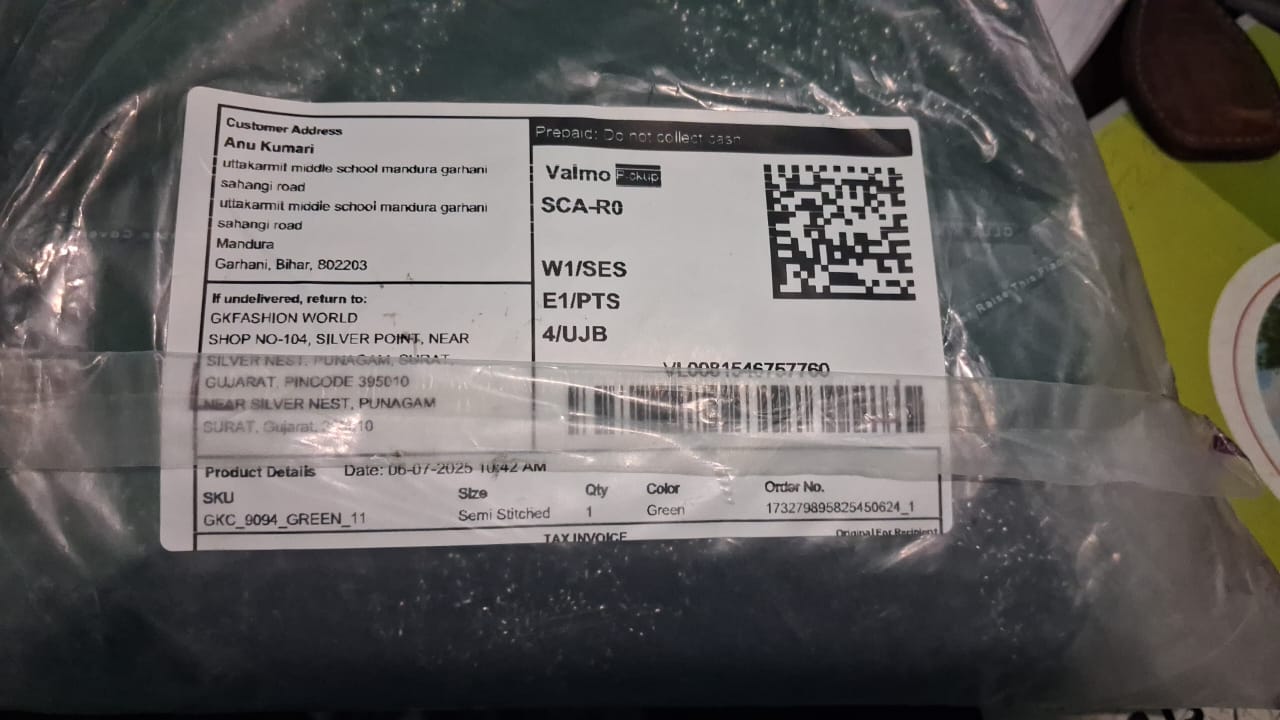 Customer Address
Anu Kumari
uttakarmit middle school mandura garhani
sahangi road
uttakarmit middle school mandura garhani
sahangi road
Mandura
Garhani, Bihar, 802203
If undelivered, return to:
GKFASHION WORLD
SHOP NO-104, SILVER POINT, NEAR
SILVER NEST, PUNAGAM, SURAT,
GUJARAT, PINCODE 395010
NEAR SILVER NEST, PUNAGAM
SURAT, Gujarat,
Prepaid: Do not collect cash
Valmo Pickup
SCA-R0
W1/SES
E1/PTS
4/UJB
VL0081546757760
Product Details Date: 06-07-2025 10:42 AM
SKU Size Qty Color Order No.
GKC_9094_GREEN_11 Semi Stitched 1 Green 173279895825450624_1
TAX INVOICE Original For Recipient
Raise This